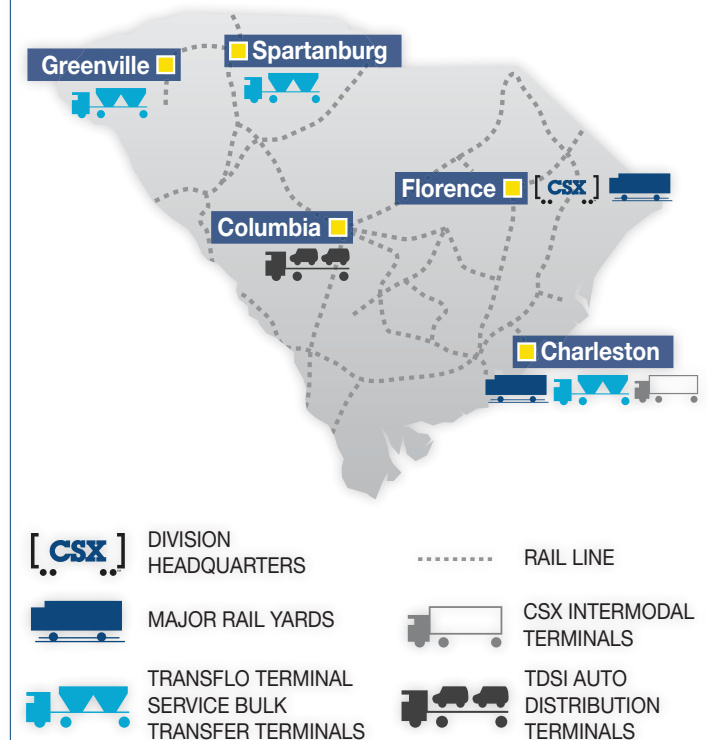 Spartanburg
Greenville
Florence
CSX
Columbia
Charleston
CSX
DIVISION
HEADQUARTERS
RAIL LINE
MAJOR RAIL YARDS
CSX INTERMODAL
TERMINALS
TRANSFLO TERMINAL
SERVICE BULK
TRANSFER TERMINALS
TDSI AUTO
DISTRIBUTION
TERMINALS